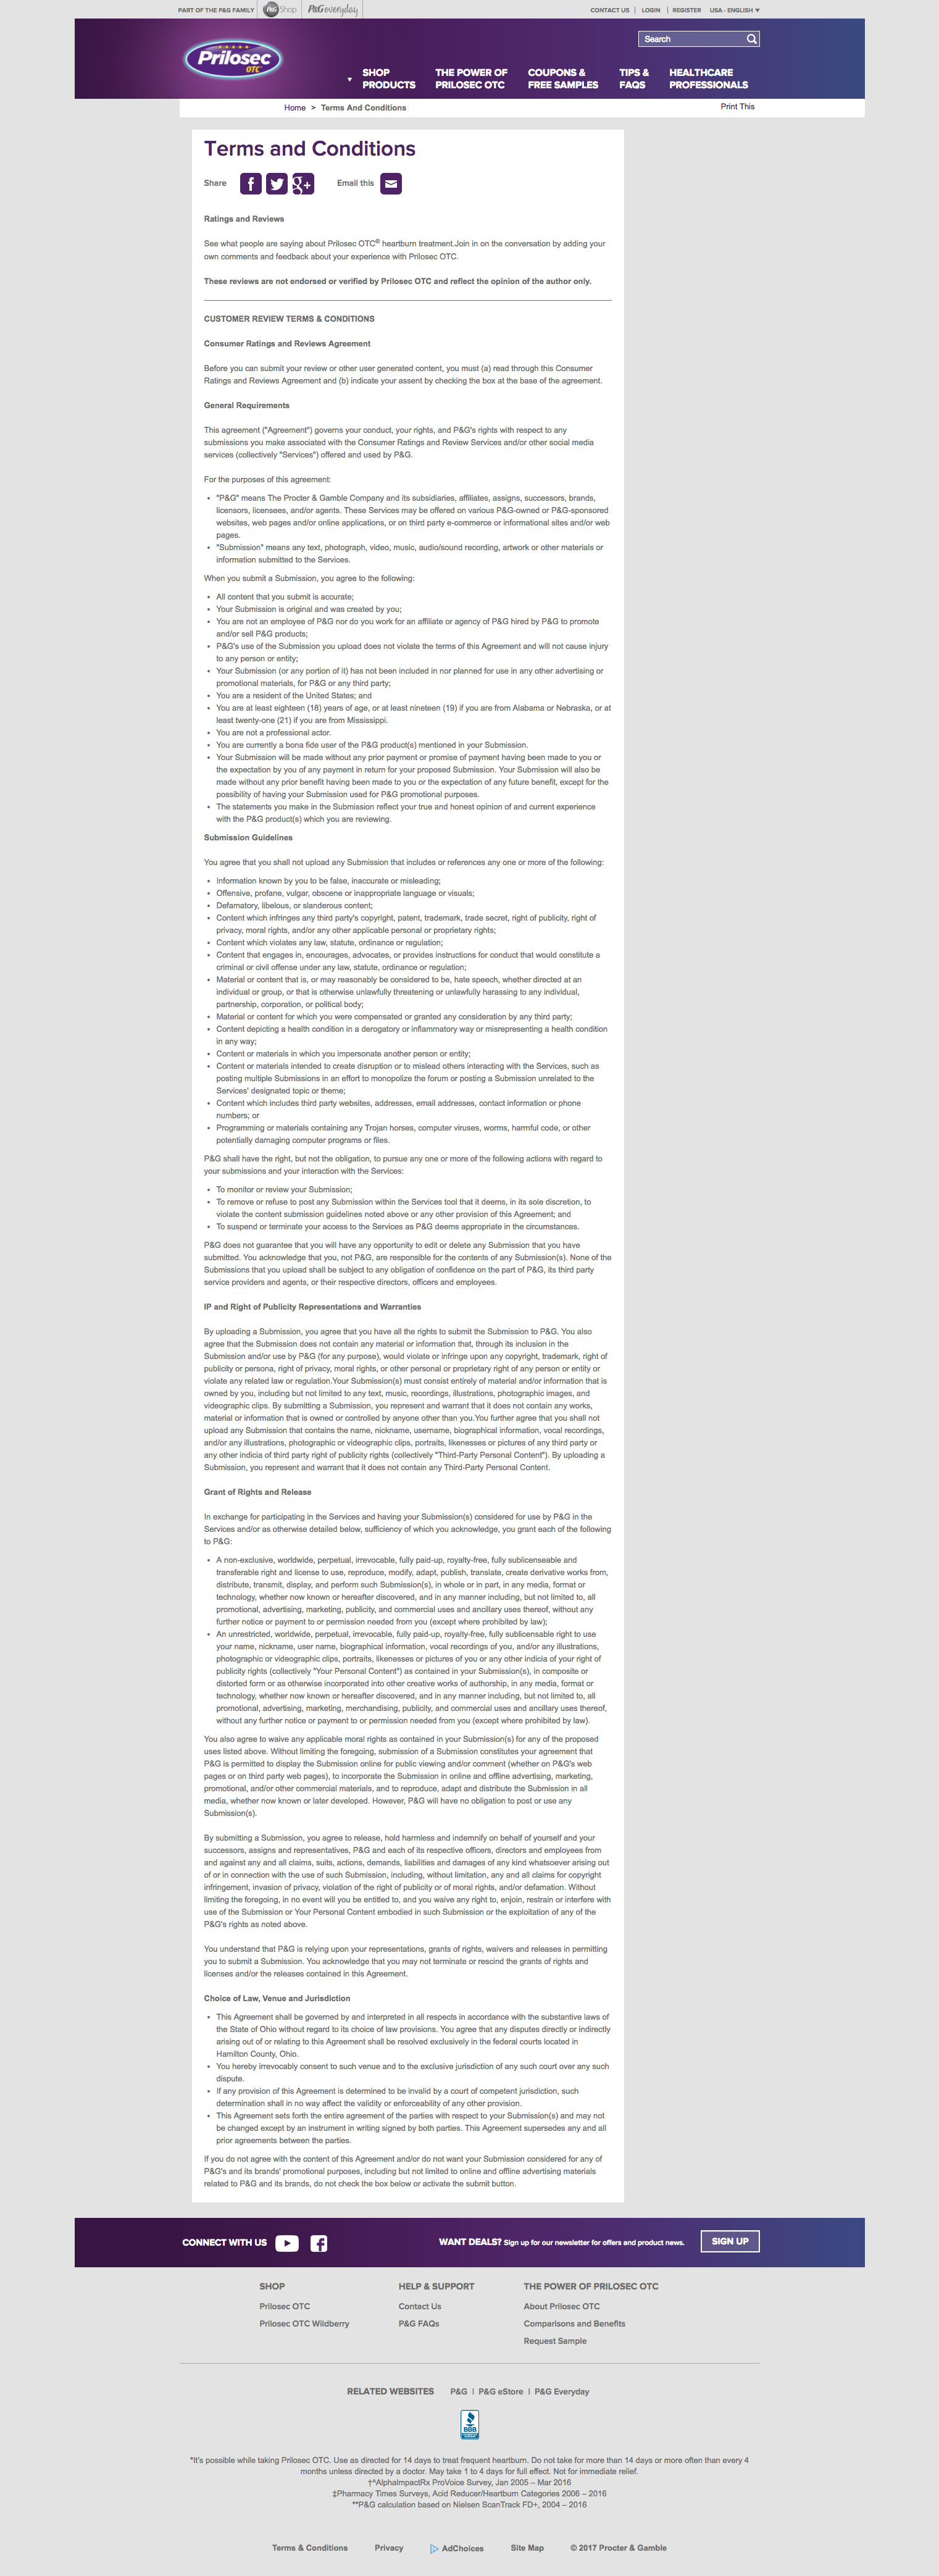 PART OF THE P&G FAMILY P&G Shop P&G everyday CONTACT US | LOGIN | REGISTER USA - ENGLISH
Prilosec OTC
Search
SHOP PRODUCTS
THE POWER OF PRILOSEC OTC
COUPONS & FREE SAMPLES
TIPS & FAQS
HEALTHCARE PROFESSIONALS
Home > Terms And Conditions
Print This
Terms and Conditions
Share
Email this
Ratings and Reviews
See what people are saying about Prilosec OTC® heartburn treatment.Join in on the conversation by adding your
own comments and feedback about your experience with Prilosec OTC.
These reviews are not endorsed or verified by Prilosec OTC and reflect the opinion of the author only.
CUSTOMER REVIEW TERMS & CONDITIONS
Consumer Ratings and Reviews Agreement
Before you can submit your review or other user generated content, you must (a) read through this Consumer
Ratings and Reviews Agreement and (b) indicate your assent by checking the box at the base of the agreement.
General Requirements
This agreement ("Agreement") governs your conduct, your rights, and P&G's rights with respect to any
submissions you make associated with the Consumer Ratings and Review Services and/or other social media
services (collectively "Services") offered and used by P&G.
For the purposes of this agreement:
• "P&G" means The Procter & Gamble Company and its subsidiaries, affiliates, assigns, successors, brands,
licensors, licensees, and/or agents. These Services may be offered on various P&G-owned or P&G-sponsored
websites, web pages and/or online applications, or on third party e-commerce or informational sites and/or web
pages.
• "Submission" means any text, photograph, video, music, audio/sound recording, artwork or other materials or
information submitted to the Services.
When you submit a Submission, you agree to the following:
• All content that you submit is accurate;
• Your Submission is original and was created by you;
• You are not an employee of P&G nor do you work for an affiliate or agency of P&G hired by P&G to promote
and/or sell P&G products;
• P&G's use of the Submission you upload does not violate the terms of this Agreement and will not cause injury
to any person or entity;
• Your Submission (or any portion of it) has not been included in nor planned for use in any other advertising or
promotional materials, for P&G or any third party;
• You are a resident of the United States; and
• You are at least eighteen (18) years of age, or at least nineteen (19) if you are from Alabama or Nebraska, or at
least twenty-one (21) if you are from Mississippi.
• You are not a professional actor.
• You are currently a bona fide user of the P&G product(s) mentioned in your Submission.
• Your Submission will be made without any prior payment or promise of payment having been made to you or
the expectation by you of any payment in return for your proposed Submission. Your Submission will also be
made without any prior benefit having been made to you or the expectation of any future benefit, except for the
possibility of having your Submission used for P&G promotional purposes.
• The statements you make in the Submission reflect your true and honest opinion of and current experience
with the P&G product(s) which you are reviewing.
Submission Guidelines
You agree that you shall not upload any Submission that includes or references any one or more of the following:
• Information known by you to be false, inaccurate or misleading;
• Offensive, profane, vulgar, obscene or inappropriate language or visuals;
• Defamatory, libelous, or slanderous content;
• Content which infringes any third party's copyright, patent, trademark, trade secret, right of publicity, right of
privacy, moral rights, and/or any other applicable personal or proprietary rights;
• Content which violates any law, statute, ordinance or regulation;
• Content that engages in, encourages, advocates, or provides instructions for conduct that would constitute a
criminal or civil offense under any law, statute, ordinance or regulation;
• Material or content that is, or may reasonably be considered to be, hate speech, whether directed at an
individual or group, or that is otherwise unlawfully threatening or unlawfully harassing to any individual,
partnership, corporation, or political body;
• Material or content for which you were compensated or granted any consideration by any third party;
• Content depicting a health condition in a derogatory or inflammatory way or misrepresenting a health condition
in any way;
• Content or materials in which you impersonate another person or entity;
• Content or materials intended to create disruption or to mislead others interacting with the Services, such as
posting multiple Submissions in an effort to monopolize the forum or posting a Submission unrelated to the
Services' designated topic or theme;
• Content which includes third party websites, addresses, email addresses, contact information or phone
numbers; or
• Programming or materials containing any Trojan horses, computer viruses, worms, harmful code, or other
potentially damaging computer programs or files.
P&G shall have the right, but not the obligation, to pursue any one or more of the following actions with regard to
your submissions and your interaction with the Services:
• To monitor or review your Submission;
• To remove or refuse to post any Submission within the Services tool that it deems, in its sole discretion, to
violate the content submission guidelines noted above or any other provision of this Agreement; and
• To suspend or terminate your access to the Services as P&G deems appropriate in the circumstances.
P&G does not guarantee that you will have any opportunity to edit or delete any Submission that you have
submitted. You acknowledge that you, not P&G, are responsible for the contents of any Submission(s). None of the
Submissions that you upload shall be subject to any obligation of confidence on the part of P&G, its third party
service providers and agents, or their respective directors, officers and employees.
IP and Right of Publicity Representations and Warranties
By uploading a Submission, you agree that you have all the rights to submit the Submission to P&G. You also
agree that the Submission does not contain any material or information that, through its inclusion in the
Submission and/or use by P&G (for any purpose), would violate or infringe upon any copyright, trademark, right of
publicity or persona, right of privacy, moral rights, or other personal or proprietary right of any person or entity or
violate any related law or regulation.Your Submission(s) must consist entirely of material and/or information that is
owned by you, including but not limited to any text, music, recordings, illustrations, photographic images, and
videographic clips. By submitting a Submission, you represent and warrant that it does not contain any works,
material or information that is owned or controlled by anyone other than you.You further agree that you shall not
upload any Submission that contains the name, nickname, username, biographical information, vocal recordings,
and/or any illustrations, photographic or videographic clips, portraits, likenesses or pictures of any third party or
any other indicia of third party right of publicity rights (collectively "Third-Party Personal Content"). By uploading a
Submission, you represent and warrant that it does not contain any Third-Party Personal Content.
Grant of Rights and Release
In exchange for participating in the Services and having your Submission(s) considered for use by P&G in the
Services and/or as otherwise detailed below, sufficiency of which you acknowledge, you grant each of the following
to P&G:
• A non-exclusive, worldwide, perpetual, irrevocable, fully paid-up, royalty-free, fully sublicenseable and
transferable right and license to use, reproduce, modify, adapt, publish, translate, create derivative works from,
distribute, transmit, display, and perform such Submission(s), in whole or in part, in any media, format or
technology, whether now known or hereafter discovered, and in any manner including, but not limited to, all
promotional, advertising, marketing, publicity, and commercial uses and ancillary uses thereof, without any
further notice or payment to or permission needed from you (except where prohibited by law);
• An unrestricted, worldwide, perpetual, irrevocable, fully paid-up, royalty-free, fully sublicensable right to use
your name, nickname, user name, biographical information, vocal recordings of you, and/or any illustrations,
photographic or videographic clips, portraits, likenesses or pictures of you or any other indicia of your right of
publicity rights (collectively "Your Personal Content") as contained in your Submission(s), in composite or
distorted form or as otherwise incorporated into other creative works of authorship, in any media, format or
technology, whether now known or hereafter discovered, and in any manner including, but not limited to, all
promotional, advertising, marketing, merchandising, publicity, and commercial uses and ancillary uses thereof,
without any further notice or payment to or permission needed from you (except where prohibited by law).
You also agree to waive any applicable moral rights as contained in your Submission(s) for any of the proposed
uses listed above. Without limiting the foregoing, submission of a Submission constitutes your agreement that
P&G is permitted to display the Submission online for public viewing and/or comment (whether on P&G's web
pages or on third party web pages), to incorporate the Submission in online and offline advertising, marketing,
promotional, and/or other commercial materials, and to reproduce, adapt and distribute the Submission in all
media, whether now known or later developed. However, P&G will have no obligation to post or use any
Submission(s).
By submitting a Submission, you agree to release, hold harmless and indemnify on behalf of yourself and your
successors, assigns and representatives, P&G and each of its respective officers, directors and employees from
and against any and all claims, suits, actions, demands, liabilities and damages of any kind whatsoever arising out
of or in connection with the use of such Submission, including, without limitation, any and all claims for copyright
infringement, invasion of privacy, violation of the right of publicity or of moral rights, and/or defamation. Without
limiting the foregoing, in no event will you be entitled to, and you waive any right to, enjoin, restrain or interfere with
use of the Submission or Your Personal Content embodied in such Submission or the exploitation of any of the
P&G's rights as noted above.
You understand that P&G is relying upon your representations, grants of rights, waivers and releases in permitting
you to submit a Submission. You acknowledge that you may not terminate or rescind the grants of rights and
licenses and/or the releases contained in this Agreement.
Choice of Law, Venue and Jurisdiction
• This Agreement shall be governed by and interpreted in all respects in accordance with the substantive laws of
the State of Ohio without regard to its choice of law provisions. You agree that any disputes directly or indirectly
arising out of or relating to this Agreement shall be resolved exclusively in the federal courts located in
Hamilton County, Ohio.
• You hereby irrevocably consent to such venue and to the exclusive jurisdiction of any such court over any such
dispute.
• If any provision of this Agreement is determined to be invalid by a court of competent jurisdiction, such
determination shall in no way affect the validity or enforceability of any other provision.
• This Agreement sets forth the entire agreement of the parties with respect to your Submission(s) and may not
be changed except by an instrument in writing signed by both parties. This Agreement supersedes any and all
prior agreements between the parties.
If you do not agree with the content of this Agreement and/or do not want your Submission considered for any of
P&G's and its brands' promotional purposes, including but not limited to online and offline advertising materials
related to P&G and its brands, do not check the box below or activate the submit button.
CONNECT WITH US
WANT DEALS? Sign up for our newsletter for offers and product news.
SIGN UP
SHOP
Prilosec OTC
Prilosec OTC Wildberry
HELP & SUPPORT
Contact Us
P&G FAQs
THE POWER OF PRILOSEC OTC
About Prilosec OTC
Comparisons and Benefits
Request Sample
RELATED WEBSITES P&G | P&G eStore | P&G Everyday
BBB
*It's possible while taking Prilosec OTC. Use as directed for 14 days to treat frequent heartburn. Do not take for more than 14 days or more often than every 4
months unless directed by a doctor. May take 1 to 4 days for full effect. Not for immediate relief.
†^AlphaImpactRx ProVoice Survey, Jan 2005 – Mar 2016
‡Pharmacy Times Surveys, Acid Reducer/Heartburn Categories 2006 – 2016
**P&G calculation based on Nielsen ScanTrack FD+, 2004 – 2016
Terms & Conditions Privacy AdChoices Site Map © 2017 Procter & Gamble